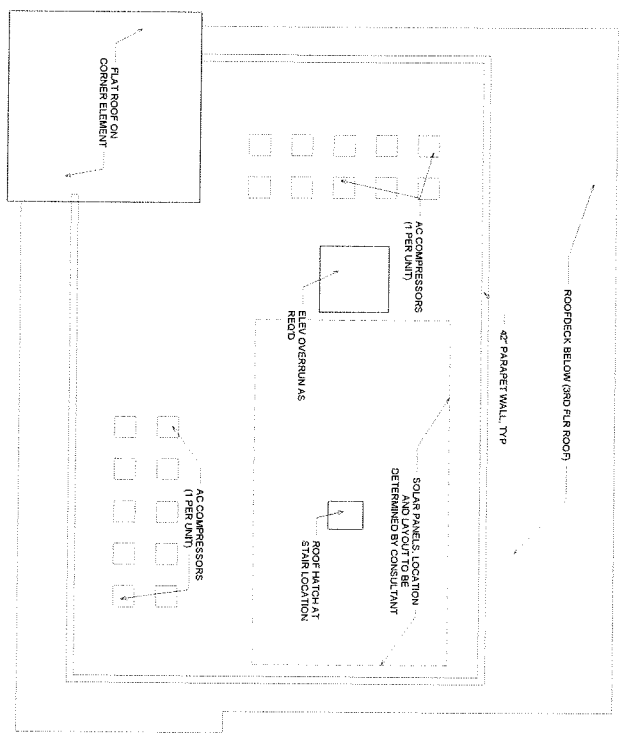 FLAT ROOF ON
CORNER ELEMENT
AC COMPRESSORS
(1 PER UNIT)
ELEV OVERRUN AS
REQ'D
42" PARAPET WALL, TYP
ROOFDECK BELOW (3RD FLR ROOF)
SOLAR PANELS, LOCATION
AND LAYOUT TO BE
DETERMINED BY CONSULTANT
ROOF HATCH AT
STAIR LOCATION
AC COMPRESSORS
(1 PER UNIT)